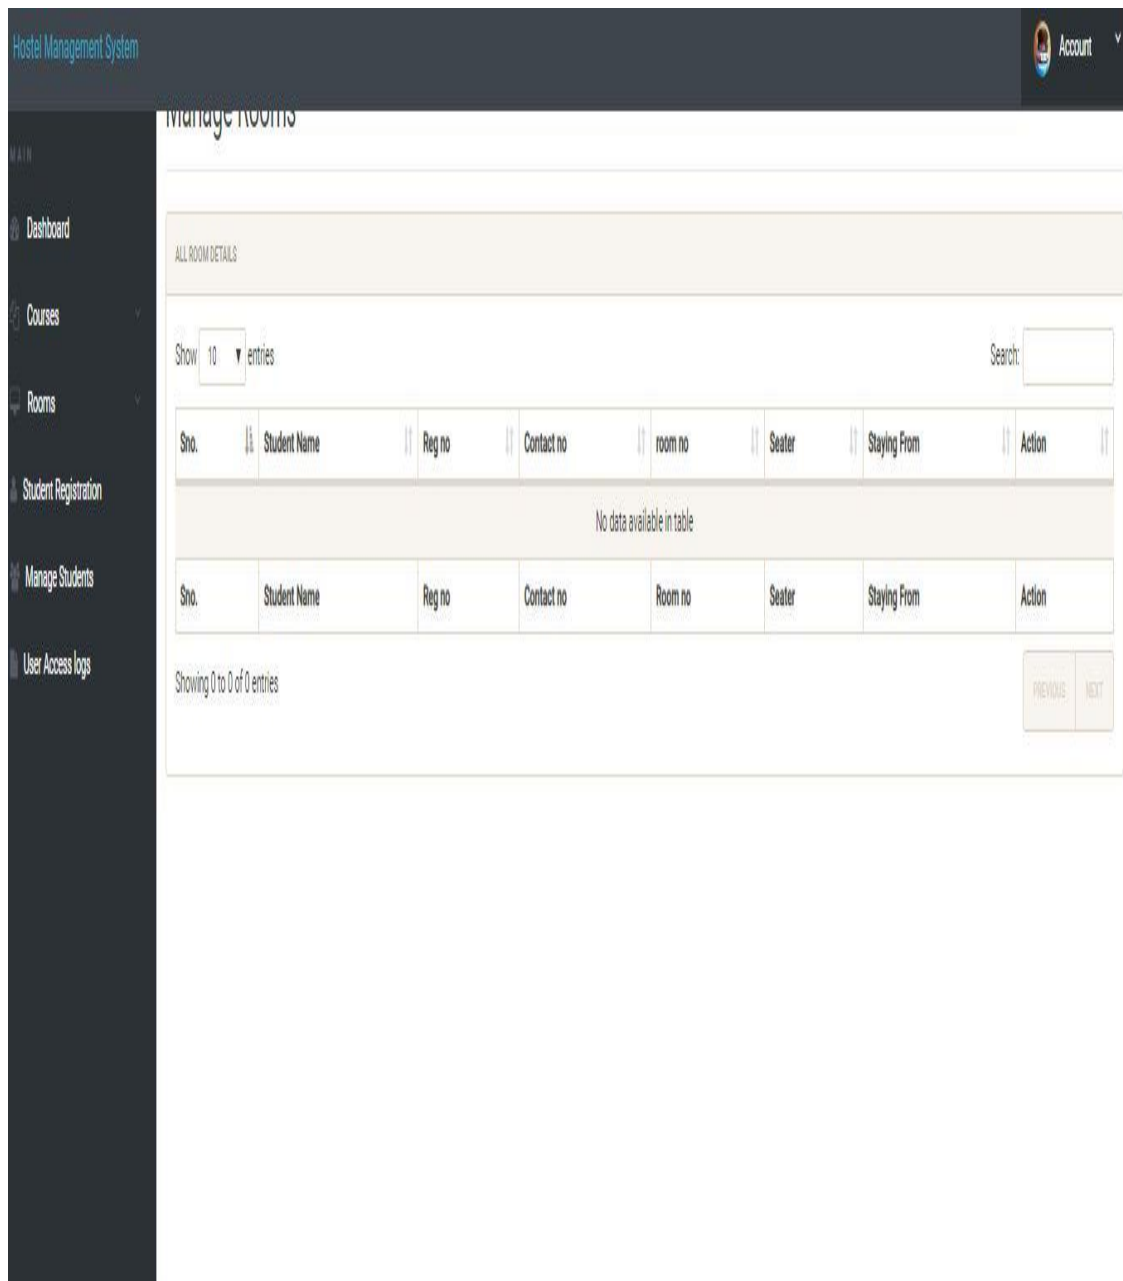 Hostel Management System
Account
Manage Rooms
MAIN
Dashboard
Courses
Rooms
Student Registration
Manage Students
User Access logs
ALL ROOM DETAILS
Show 10 entries
Search:
Sno. Student Name Reg no Contact no room no Seater Staying From Action
No data available in table
Sno. Student Name Reg no Contact no Room no Seater Staying From Action
Showing 0 to 0 of 0 entries
PREVIOUS NEXT